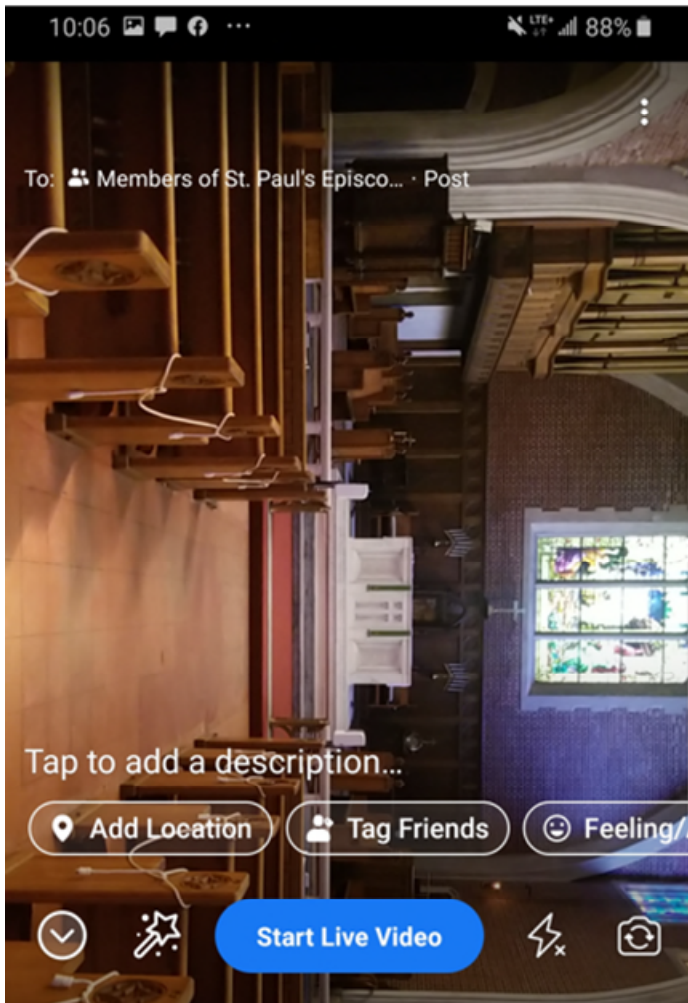 10:06 ... LTE+ 88%
To: Members of St. Paul's Episco... · Post
Tap to add a description...
Add Location Tag Friends Feeling/
Start Live Video